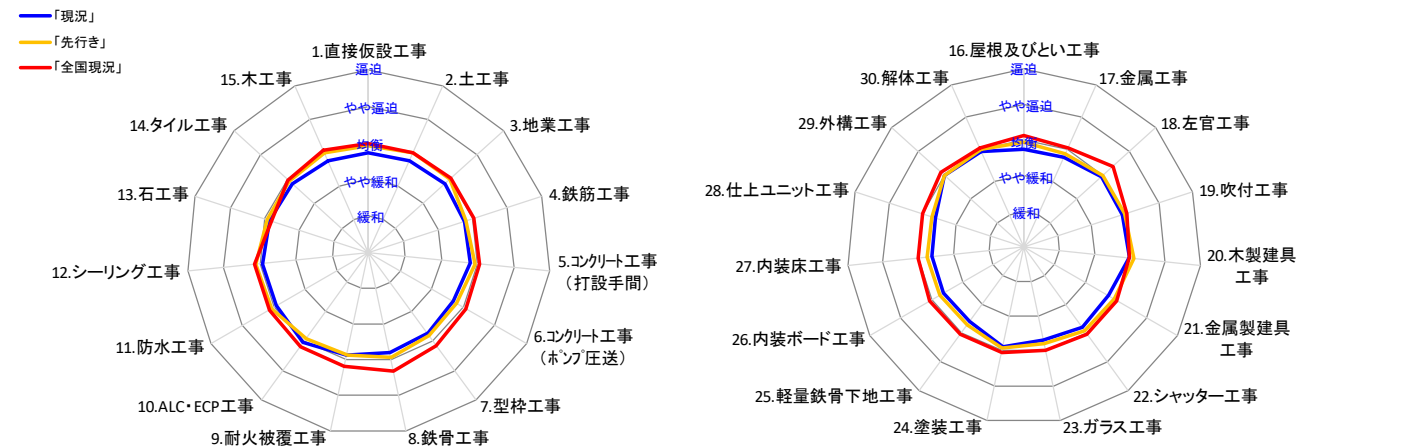 「現況」
「先行き」
「全国現況」
1.直接仮設工事
2.土工事
3.地業工事
4.鉄筋工事
5.ｺﾝｸﾘｰﾄ工事
（打設手間）
6.ｺﾝｸﾘｰﾄ工事
（ﾎﾟﾝﾌﾟ圧送）
7.型枠工事
8.鉄骨工事
9.耐火被覆工事
10.ALC・ECP工事
11.防水工事
12.シーリング工事
13.石工事
14.タイル工事
15.木工事
逼迫
やや逼迫
均衡
やや緩和
緩和
16.屋根及びとい工事
17.金属工事
18.左官工事
19.吹付工事
20.木製建具
工事
21.金属製建具
工事
22.シャッター工事
23.ガラス工事
24.塗装工事
25.軽量鉄骨下地工事
26.内装ボード工事
27.内装床工事
28.仕上ユニット工事
29.外構工事
30.解体工事
逼迫
やや逼迫
均衡
やや緩和
緩和